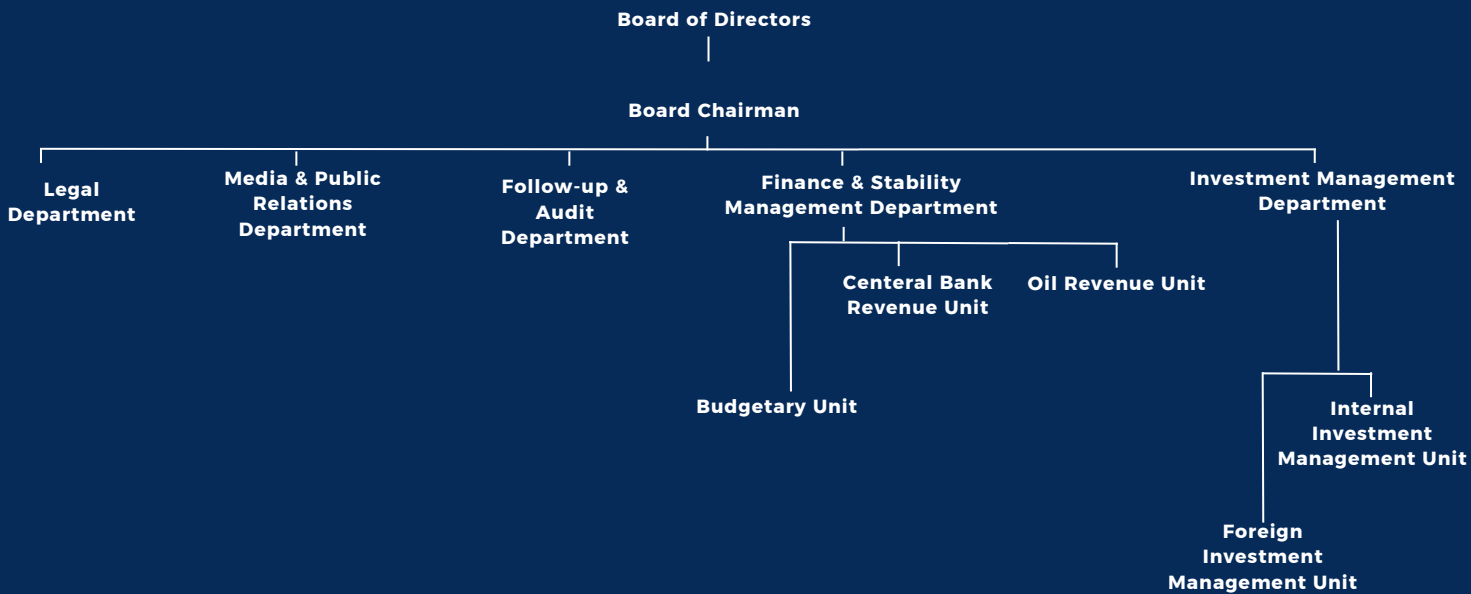 Board of Directors
Board Chairman
Legal
Department
Media & Public
Relations
Department
Follow-up &
Audit
Department
Finance & Stability
Management Department
Investment Management
Department
Centeral Bank
Revenue Unit
Oil Revenue Unit
Budgetary Unit
Internal
Investment
Management Unit
Foreign
Investment
Management Unit